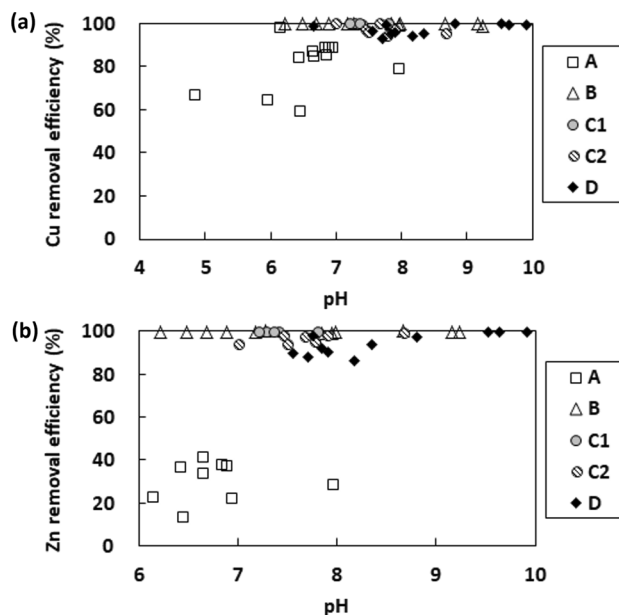 (a)
Cu removal efficiency (%)
100
80
60
40
20
0
4 5 6 7 8 9 10
pH
A
B
C1
C2
D
(b)
Zn removal efficiency (%)
100
80
60
40
20
0
6 7 8 9 10
pH
A
B
C1
C2
D